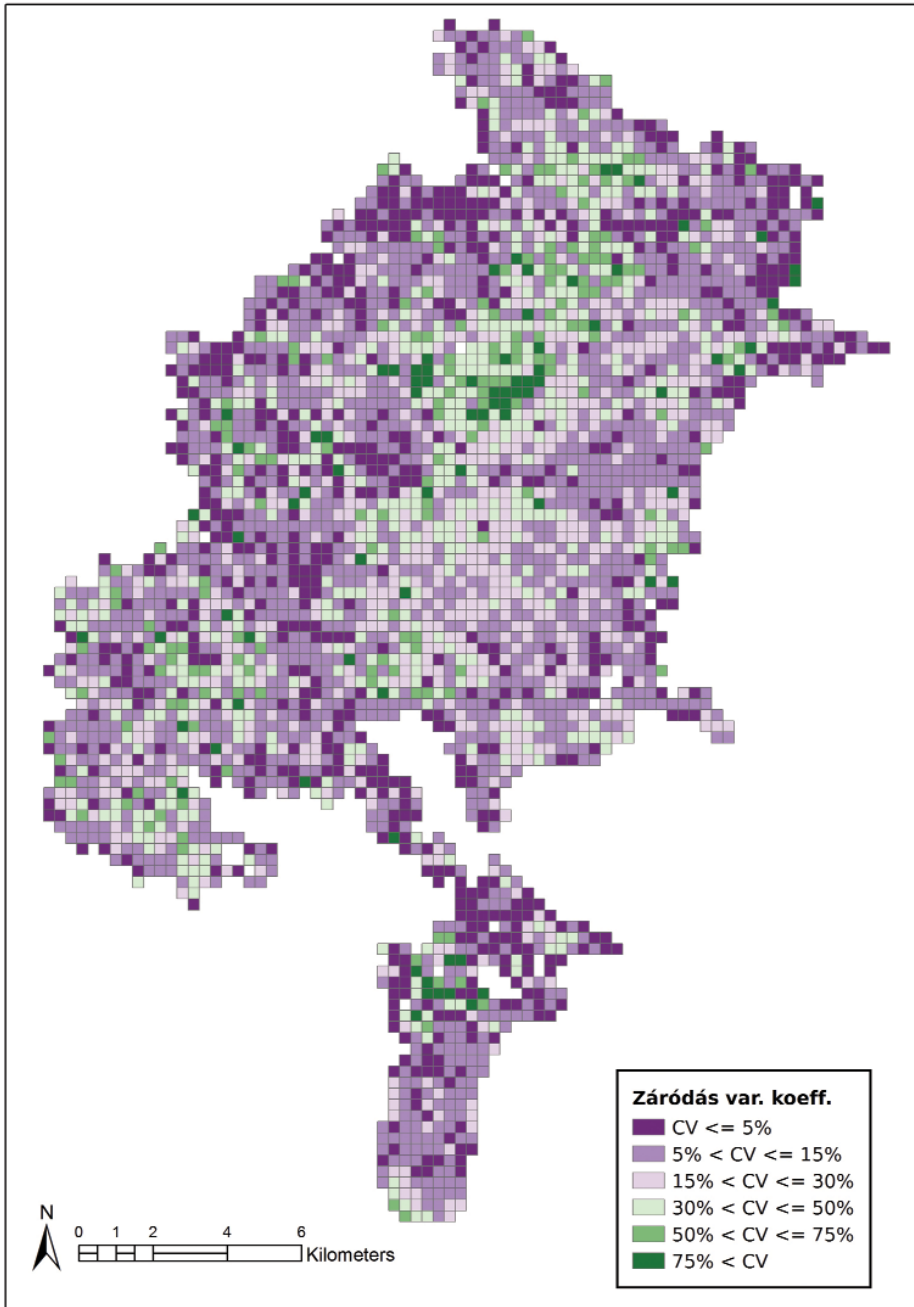 Záródás var. koeff.
CV <= 5%
5% < CV <= 15%
15% < CV <= 30%
30% < CV <= 50%
50% < CV <= 75%
75% < CV
N
0 1 2 4 6
Kilometers